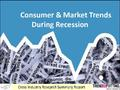 Consumer & Market Trends
During Recession
Cross Industry Research Summary Report